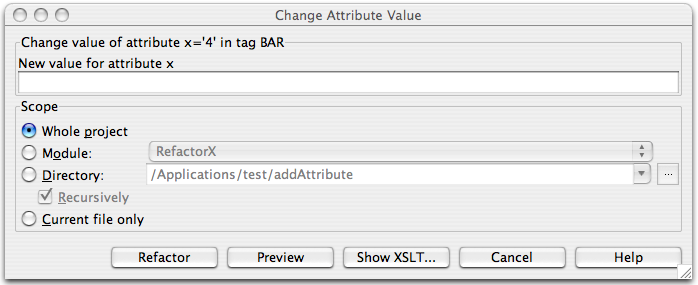 Change Attribute Value
Change value of attribute x='4' in tag BAR
New value for attribute x
Scope
Whole project
Module: RefactorX
Directory: /Applications/test/addAttribute ...
Recursively
Current file only
Refactor Preview Show XSLT... Cancel Help